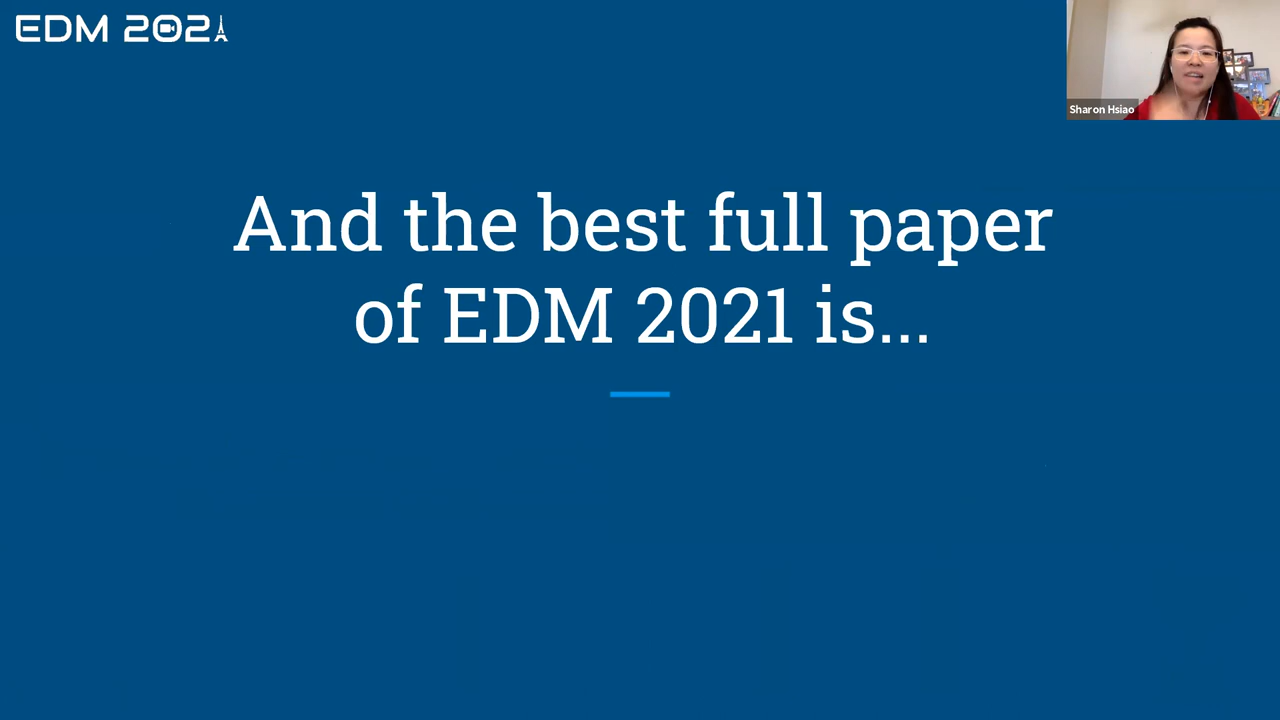 EDM 2021
Sharon Hsiao
And the best full paper
of EDM 2021 is...